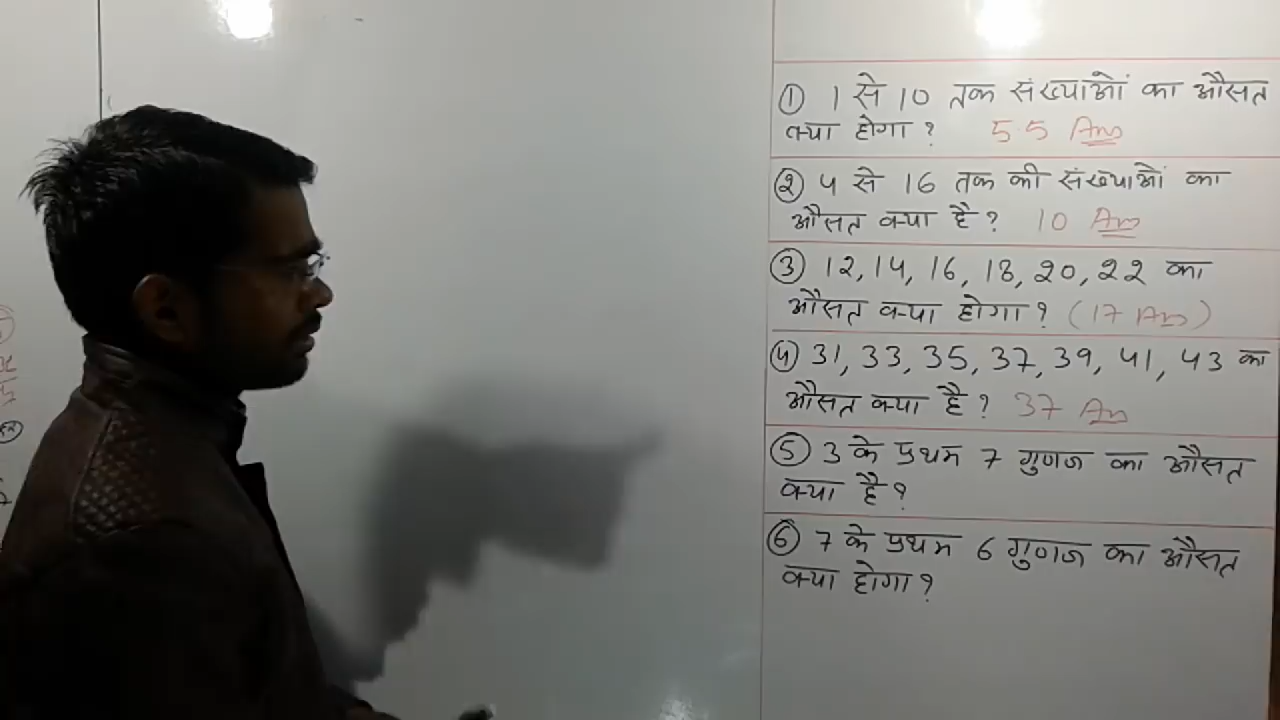 ① 1 से 10 तक संख्याओं का औसत
क्या होगा ? 5 5 Ans
② 4 से 16 तक की संख्याओं का
औसत क्या है ? 10 Ans
③ 12, 14, 16, 18, 20, 22 का
औसत क्या होगा ? (17 Ans)
④ 31, 33, 35, 37, 39, 41, 43 का
औसत क्या है ? 37 An
⑤ 3 के प्रथम 7 गुणज का औसत
क्या है ?
⑥ 7 के प्रथम 6 गुणज का औसत
क्या होगा ?